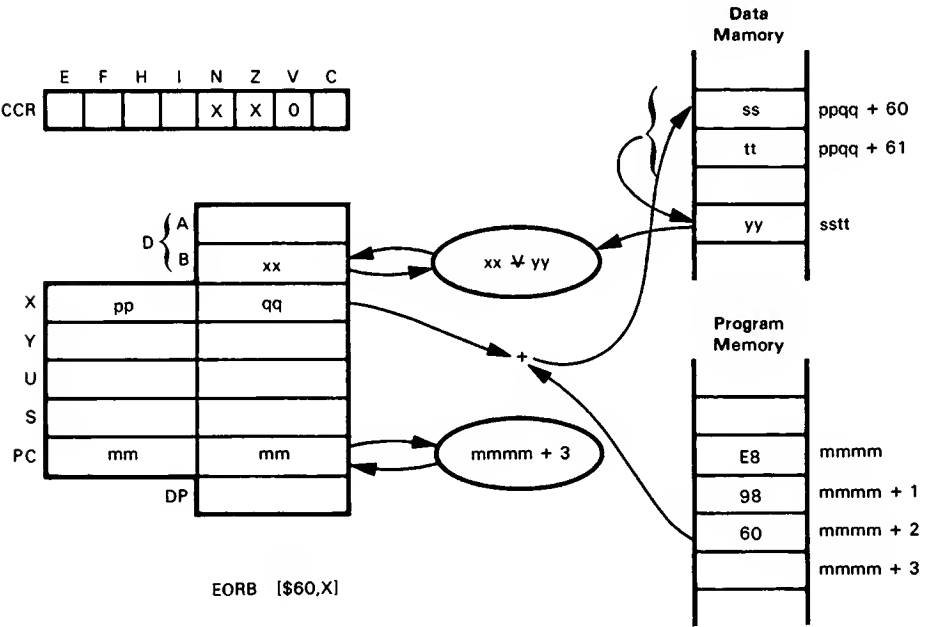 Data
Mamory
E F H I N Z V C
CCR X X 0
ss ppqq + 60
tt ppqq + 61
yy sstt
D { A
B xx
xx ⊻ yy
X pp qq
Y
U
S
PC mm mm
DP
+
mmmm + 3
Program
Memory
E8 mmmm
98 mmmm + 1
60 mmmm + 2
mmmm + 3
EORB [$60,X]